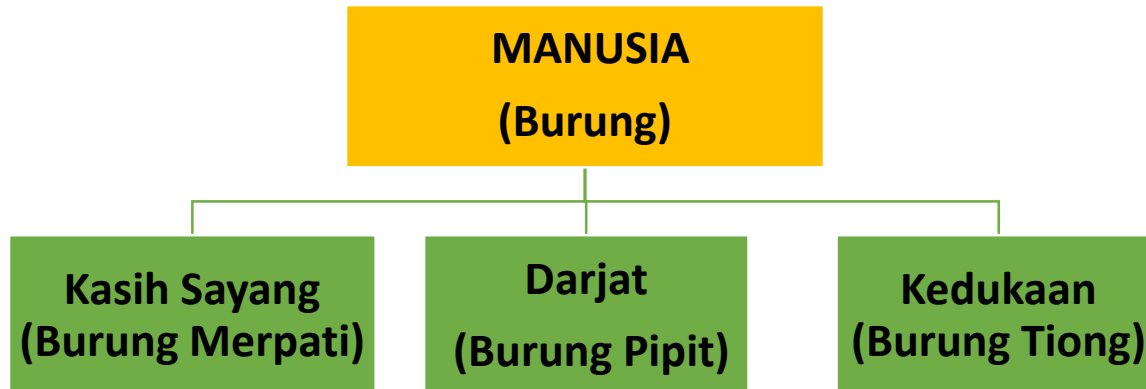 MANUSIA
(Burung)
Kasih Sayang
(Burung Merpati)
Darjat
(Burung Pipit)
Kedukaan
(Burung Tiong)